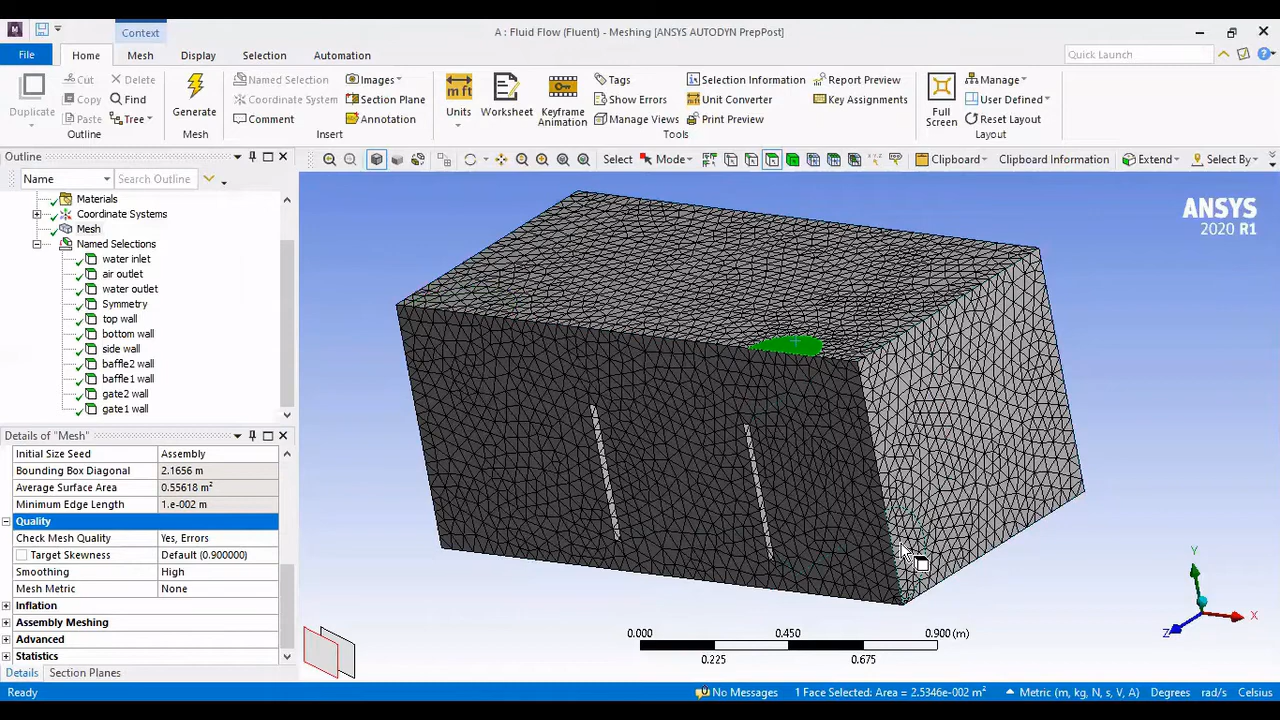 Context
A : Fluid Flow (Fluent) - Meshing [ANSYS AUTODYN PrepPost]
File Home Mesh Display Selection Automation Quick Launch
Duplicate
Cut Delete
Copy Find
Paste Tree
Outline
Generate
Mesh
Named Selection Images
Coordinate System Section Plane
Comment Annotation
Insert
Units Worksheet Keyframe Animation
Tags Selection Information Report Preview
Show Errors Unit Converter Key Assignments
Manage Views Print Preview
Tools
Full Screen
Manage
User Defined
Reset Layout
Layout
Outline
Select Mode Clipboard Clipboard Information Extend Select By
Name Search Outline
Materials
Coordinate Systems
Mesh
Named Selections
water inlet
air outlet
water outlet
Symmetry
top wall
bottom wall
side wall
baffle2 wall
baffle1 wall
gate2 wall
gate1 wall
Details of "Mesh"
Initial Size Seed Assembly
Bounding Box Diagonal 2.1656 m
Average Surface Area 0.55618 m²
Minimum Edge Length 1.e-002 m
Quality
Check Mesh Quality Yes, Errors
Target Skewness Default (0.900000)
Smoothing High
Mesh Metric None
Inflation
Assembly Meshing
Advanced
Statistics
Details Section Planes
ANSYS
2020 R1
0.000 0.450 0.900 (m)
0.225 0.675
Y
X
Z
Ready No Messages 1 Face Selected: Area = 2.5346e-002 m² Metric (m, kg, N, s, V, A) Degrees rad/s Celsius